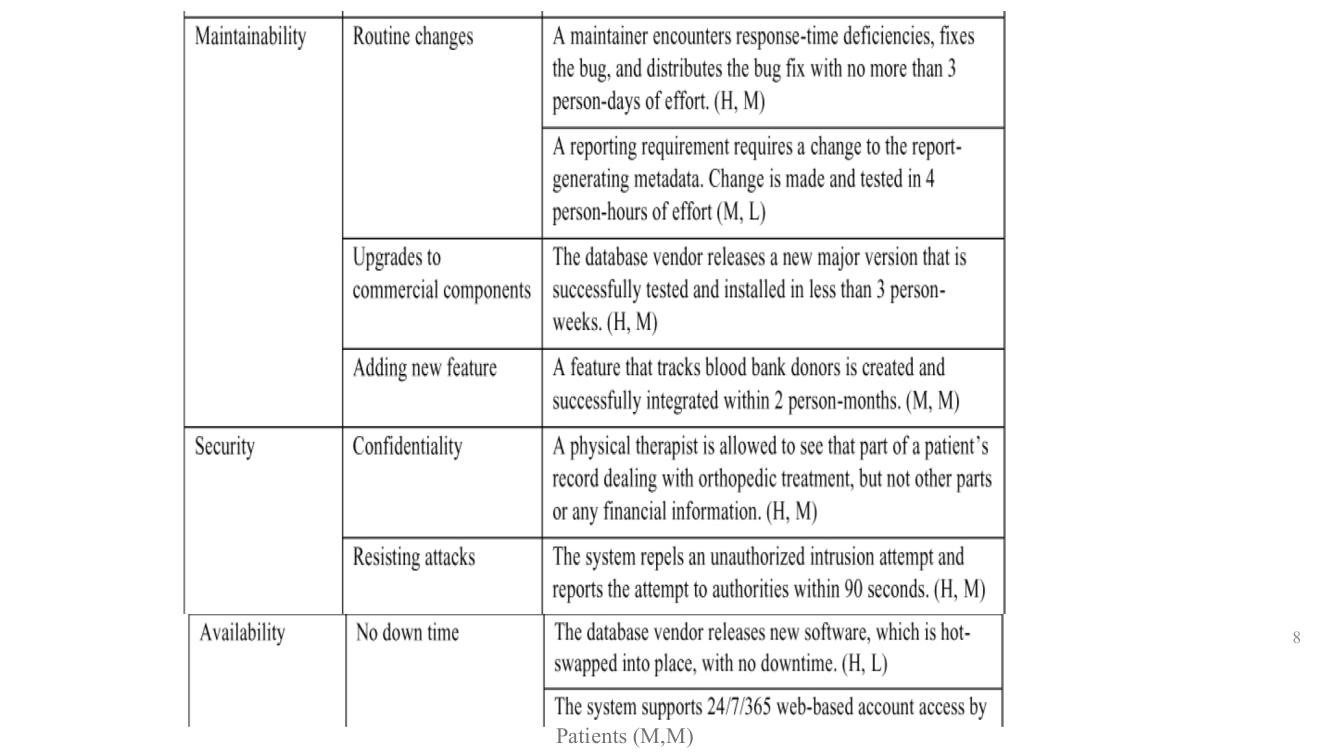 Maintainability
Routine changes
A maintainer encounters response-time deficiencies, fixes
the bug, and distributes the bug fix with no more than 3
person-days of effort. (H, M)
A reporting requirement requires a change to the report-
generating metadata. Change is made and tested in 4
person-hours of effort (M, L)
Upgrades to
commercial components
The database vendor releases a new major version that is
successfully tested and installed in less than 3 person-
weeks. (H, M)
Adding new feature
A feature that tracks blood bank donors is created and
successfully integrated within 2 person-months. (M, M)
Security
Confidentiality
A physical therapist is allowed to see that part of a patient's
record dealing with orthopedic treatment, but not other parts
or any financial information. (H, M)
Resisting attacks
The system repels an unauthorized intrusion attempt and
reports the attempt to authorities within 90 seconds. (H, M)
Availability
No down time
The database vendor releases new software, which is hot-
swapped into place, with no downtime. (H, L)
The system supports 24/7/365 web-based account access by
Patients (M,M)
8